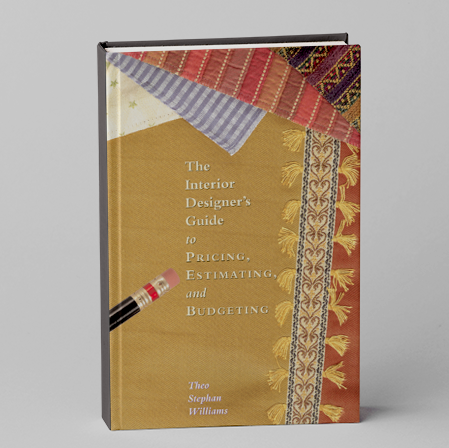 The
Interior
Designer's
Guide
to
PRICING,
ESTIMATING,
and
BUDGETING
Theo
Stephan
Williams